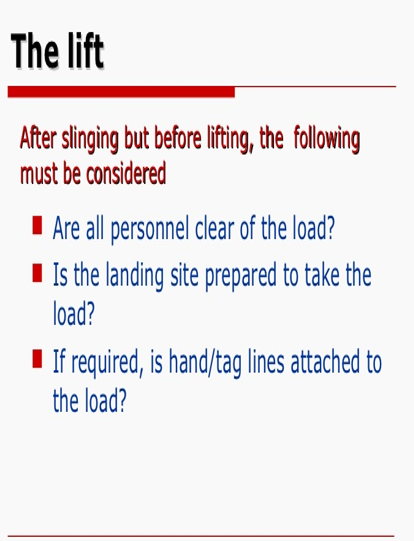 The lift
After slinging but before lifting, the  following
must be considered
Are all personnel clear of the load?
Is the landing site prepared to take the
load?
If required, is hand/tag lines attached to
the load?